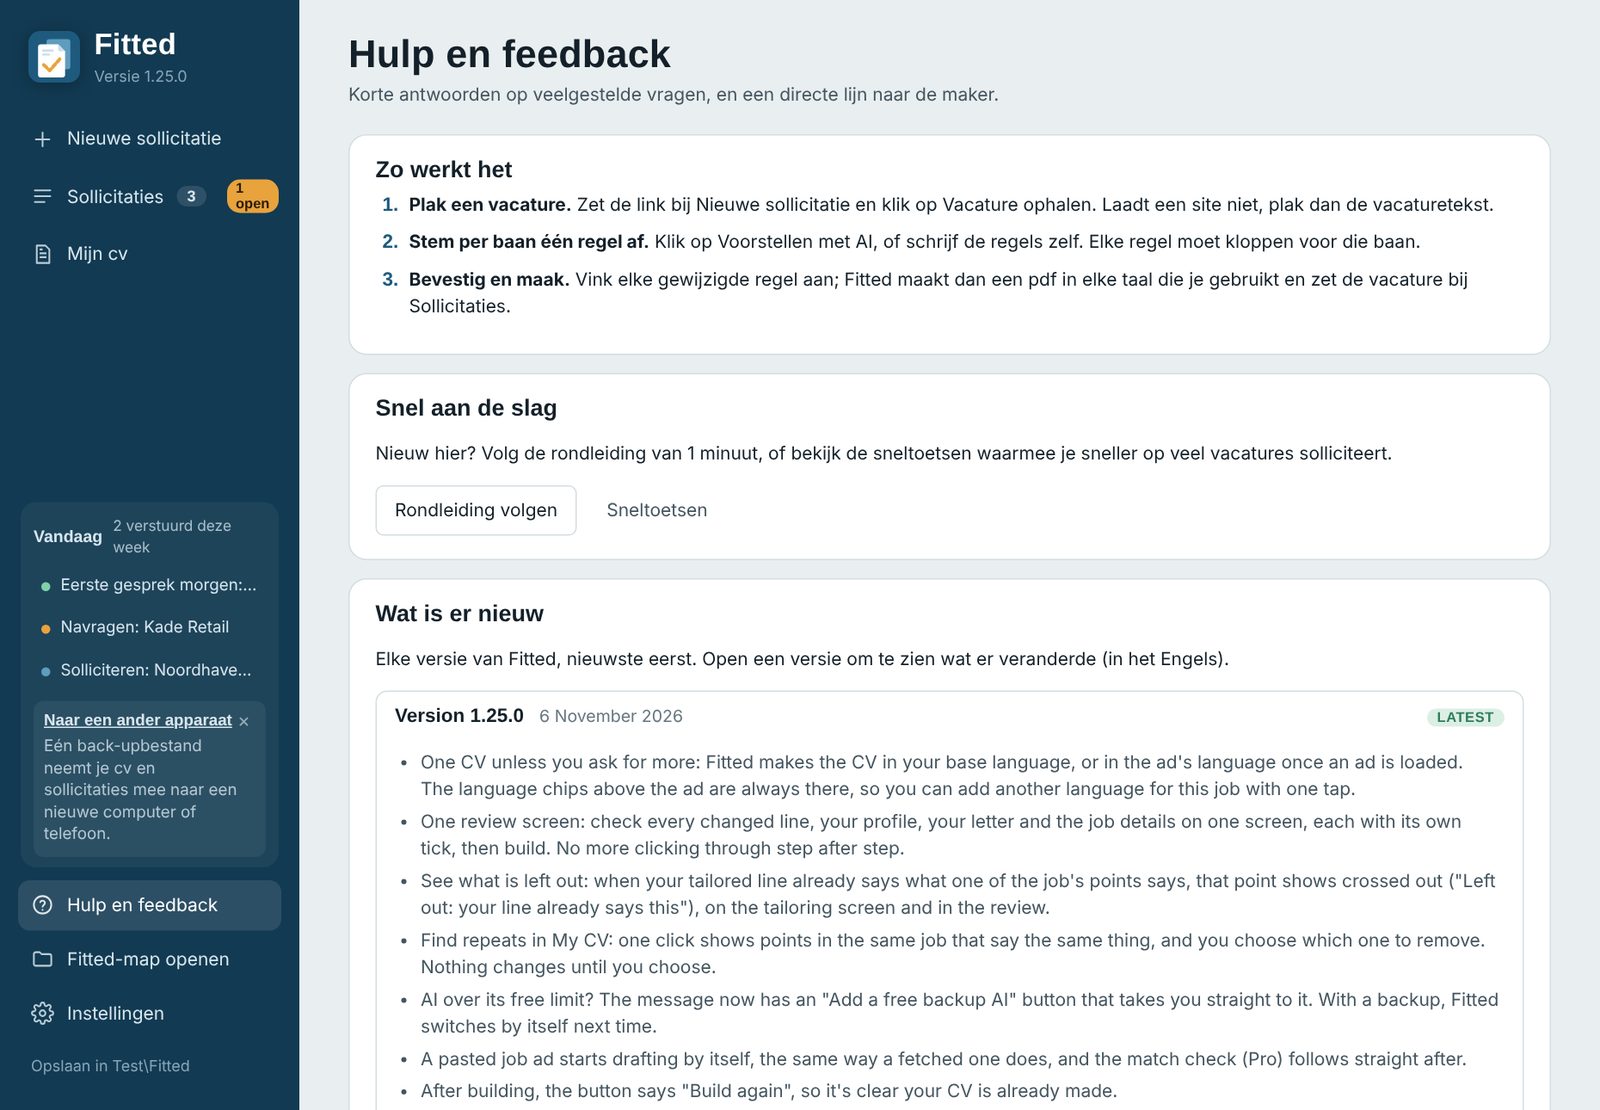 Fitted
Versie 1.25.0
Nieuwe sollicitatie
Sollicitaties 3 1 open
Mijn cv
Vandaag 2 verstuurd deze week
Eerste gesprek morgen:...
Navragen: Kade Retail
Solliciteren: Noordhave...
Naar een ander apparaat ×
Eén back-upbestand
neemt je cv en
sollicitaties mee naar een
nieuwe computer of
telefoon.
Hulp en feedback
Fitted-map openen
Instellingen
Opslaan in Test\Fitted
Hulp en feedback
Korte antwoorden op veelgestelde vragen, en een directe lijn naar de maker.
Zo werkt het
1. Plak een vacature. Zet de link bij Nieuwe sollicitatie en klik op Vacature ophalen. Laadt een site niet, plak dan de vacaturetekst.
2. Stem per baan één regel af. Klik op Voorstellen met AI, of schrijf de regels zelf. Elke regel moet kloppen voor die baan.
3. Bevestig en maak. Vink elke gewijzigde regel aan; Fitted maakt dan een pdf in elke taal die je gebruikt en zet de vacature bij
Sollicitaties.
Snel aan de slag
Nieuw hier? Volg de rondleiding van 1 minuut, of bekijk de sneltoetsen waarmee je sneller op veel vacatures solliciteert.
Rondleiding volgen Sneltoetsen
Wat is er nieuw
Elke versie van Fitted, nieuwste eerst. Open een versie om te zien wat er veranderde (in het Engels).
Version 1.25.0 6 November 2026 LATEST
• One CV unless you ask for more: Fitted makes the CV in your base language, or in the ad's language once an ad is loaded.
The language chips above the ad are always there, so you can add another language for this job with one tap.
• One review screen: check every changed line, your profile, your letter and the job details on one screen, each with its own
tick, then build. No more clicking through step after step.
• See what is left out: when your tailored line already says what one of the job's points says, that point shows crossed out ("Left
out: your line already says this"), on the tailoring screen and in the review.
• Find repeats in My CV: one click shows points in the same job that say the same thing, and you choose which one to remove.
Nothing changes until you choose.
• AI over its free limit? The message now has an "Add a free backup AI" button that takes you straight to it. With a backup, Fitted
switches by itself next time.
• A pasted job ad starts drafting by itself, the same way a fetched one does, and the match check (Pro) follows straight after.
• After building, the button says "Build again", so it's clear your CV is already made.